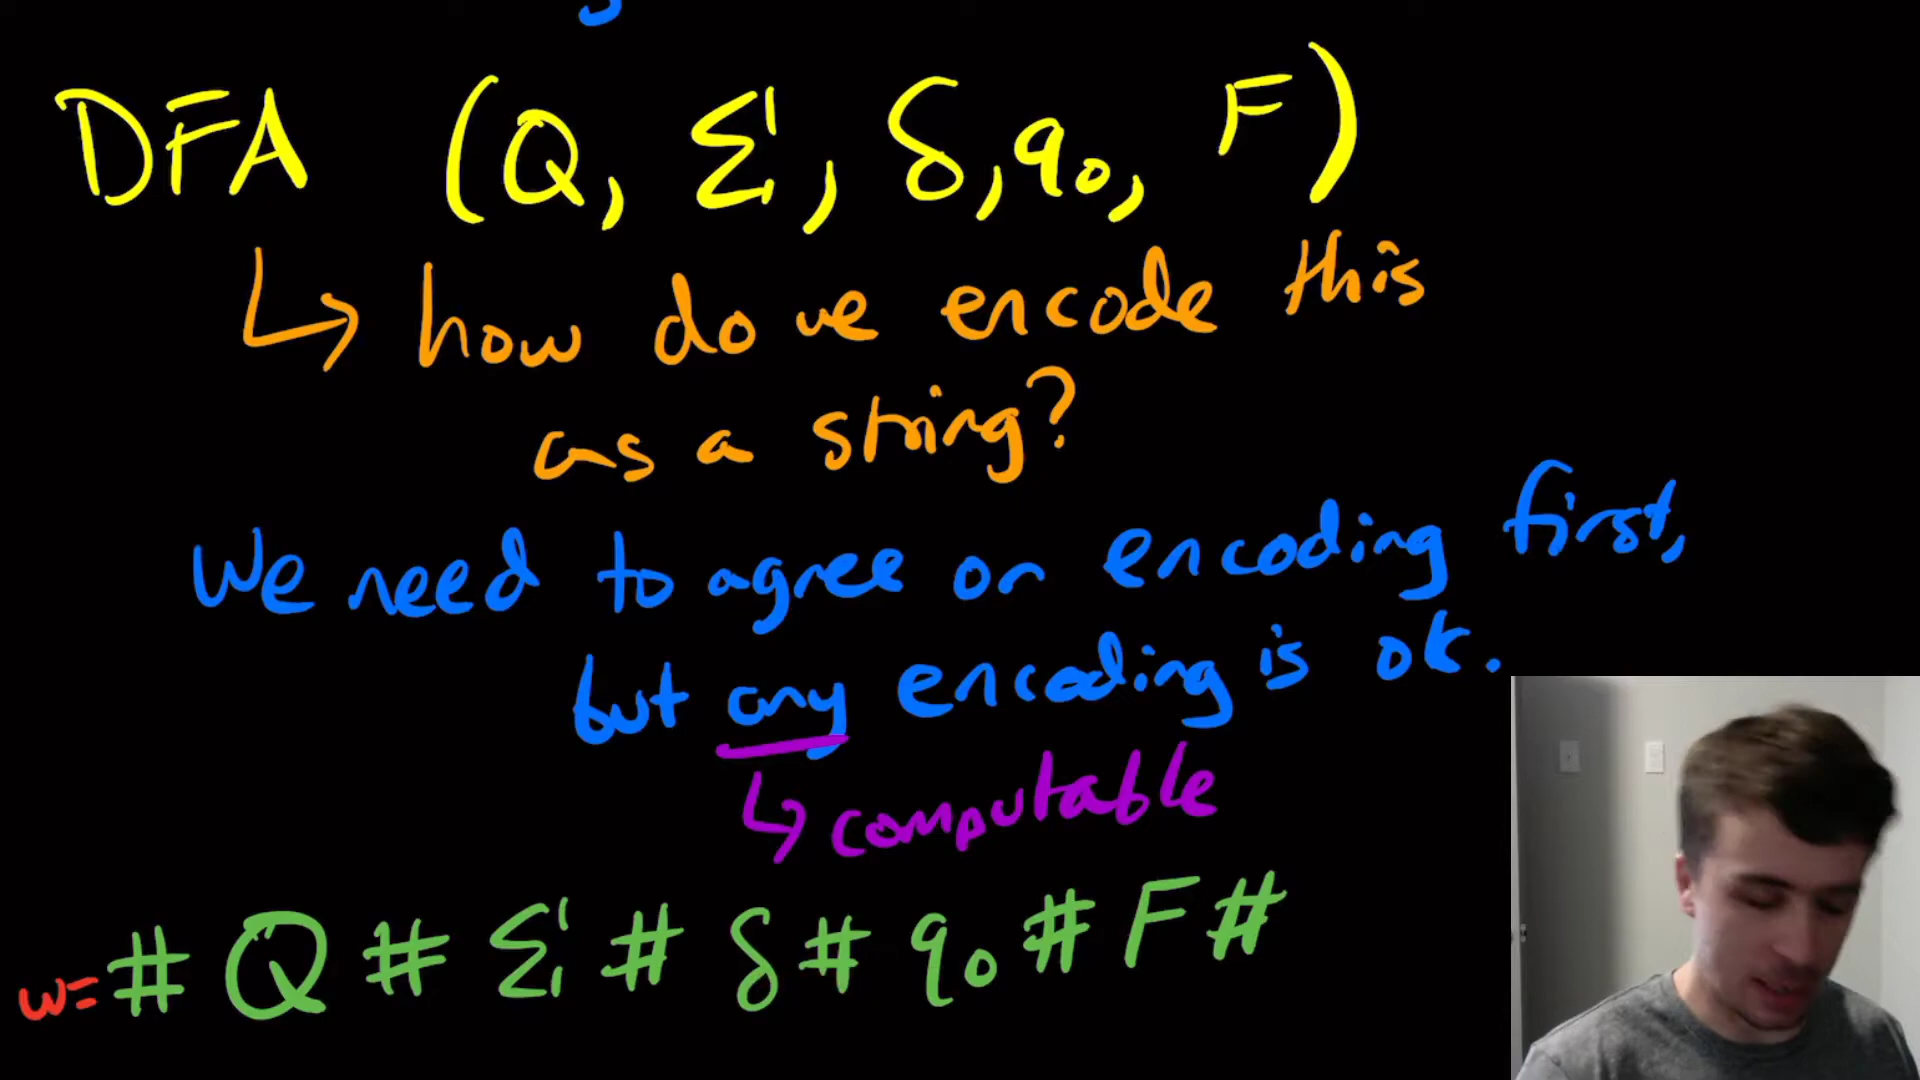 DFA (Q, Σ, δ, q₀, F)
↳ how do we encode this
as a string?
We need to agree on encoding first,
but any encoding is ok.
↳ computable
w= # Q # Σ # δ # q₀ # F #